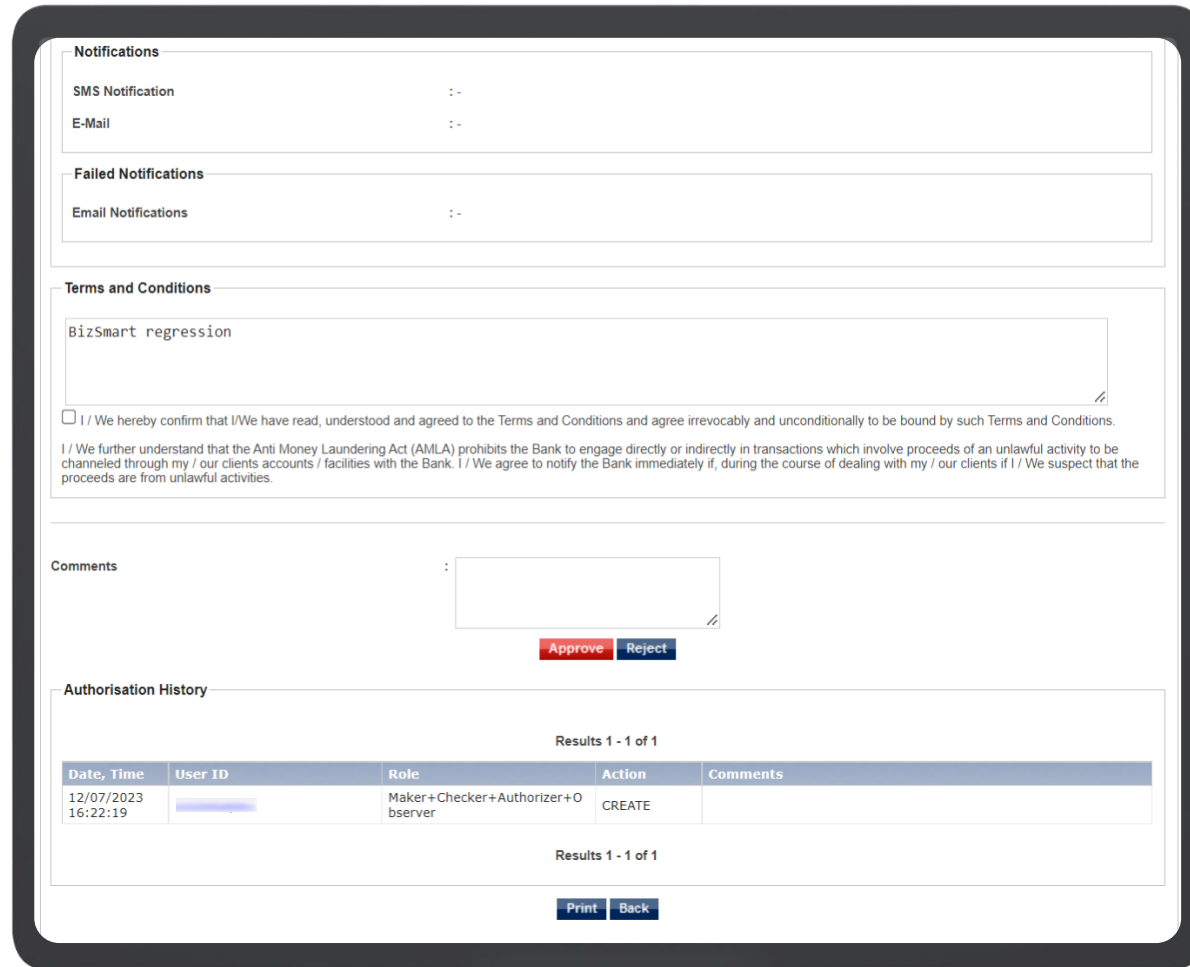 Notifications
SMS Notification : -
E-Mail : -
Failed Notifications
Email Notifications : -
Terms and Conditions
BizSmart regression
I / We hereby confirm that I/We have read, understood and agreed to the Terms and Conditions and agree irrevocably and unconditionally to be bound by such Terms and Conditions.
I / We further understand that the Anti Money Laundering Act (AMLA) prohibits the Bank to engage directly or indirectly in transactions which involve proceeds of an unlawful activity to be
channeled through my / our clients accounts / facilities with the Bank. I / We agree to notify the Bank immediately if, during the course of dealing with my / our clients if I / We suspect that the
proceeds are from unlawful activities.
Comments :
Approve Reject
Authorisation History
Results 1 - 1 of 1
Date, Time User ID Role Action Comments
12/07/2023 Maker+Checker+Authorizer+O CREATE
16:22:19 bserver
Results 1 - 1 of 1
Print Back